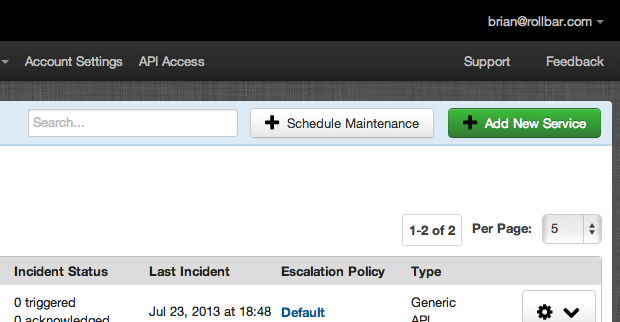 brian@rollbar.com
Account Settings API Access Support Feedback
Search... Schedule Maintenance Add New Service
1-2 of 2 Per Page: 5
Incident Status Last Incident Escalation Policy Type
0 triggered Jul 23, 2013 at 18:48 Default Generic
0 acknowledged API